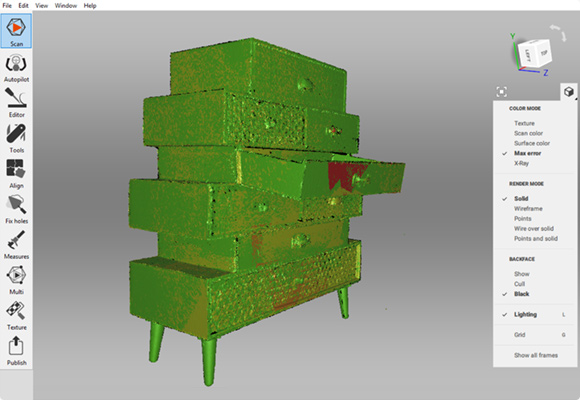 File Edit View Window Help
Scan
Autopilot
Editor
Tools
Align
Fix holes
Measures
Multi
Texture
Publish
Y
LEFT
TOP
Z
COLOR MODE
Texture
Scan color
Surface color
Max error
X-Ray
RENDER MODE
Solid
Wireframe
Points
Wire over solid
Points and solid
BACKFACE
Show
Cull
Black
Lighting L
Grid G
Show all frames